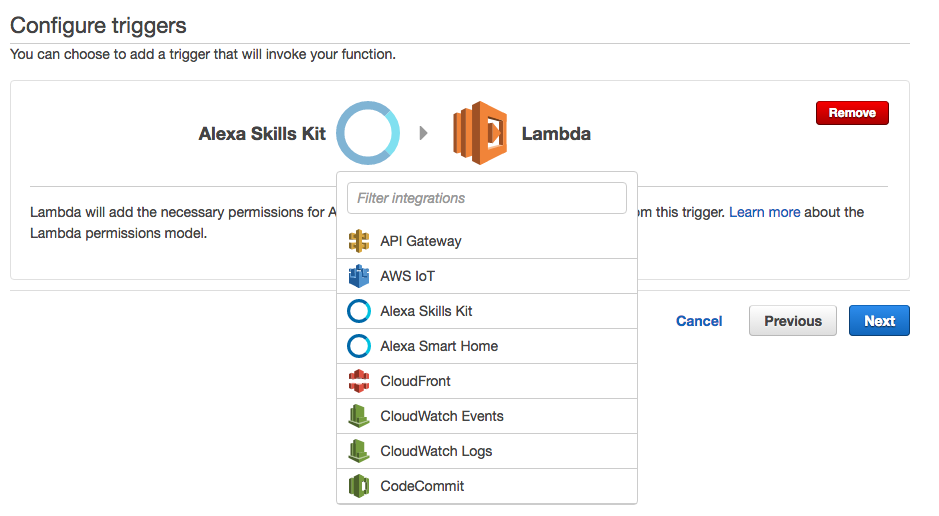 Configure triggers
You can choose to add a trigger that will invoke your function.
Remove
Alexa Skills Kit
Lambda
Filter integrations
Lambda will add the necessary permissions for A om this trigger. Learn more about the
Lambda permissions model.
API Gateway
AWS IoT
Alexa Skills Kit
Alexa Smart Home
CloudFront
CloudWatch Events
CloudWatch Logs
CodeCommit
Cancel
Previous
Next